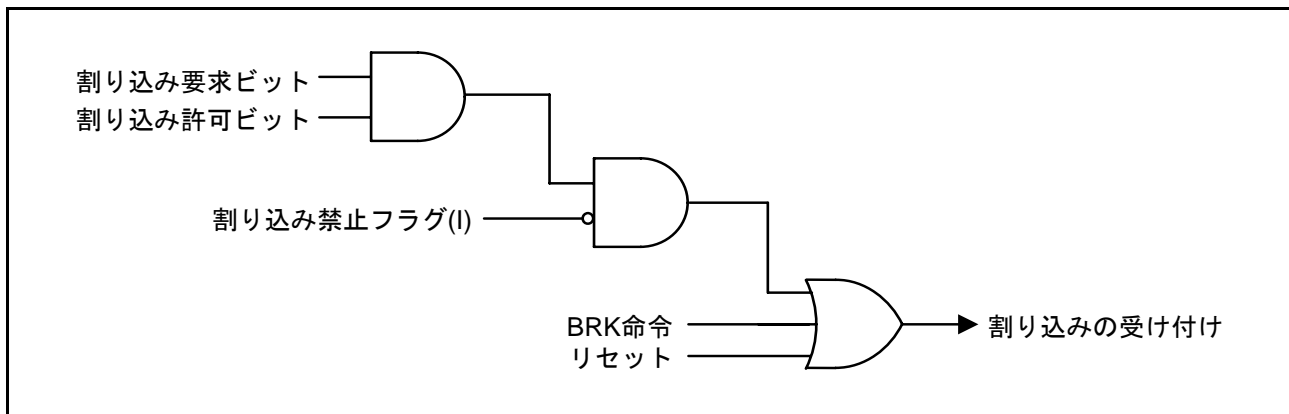 割り込み要求ビット
割り込み許可ビット
割り込み禁止フラグ(I)
BRK命令
リセット
割り込みの受け付け